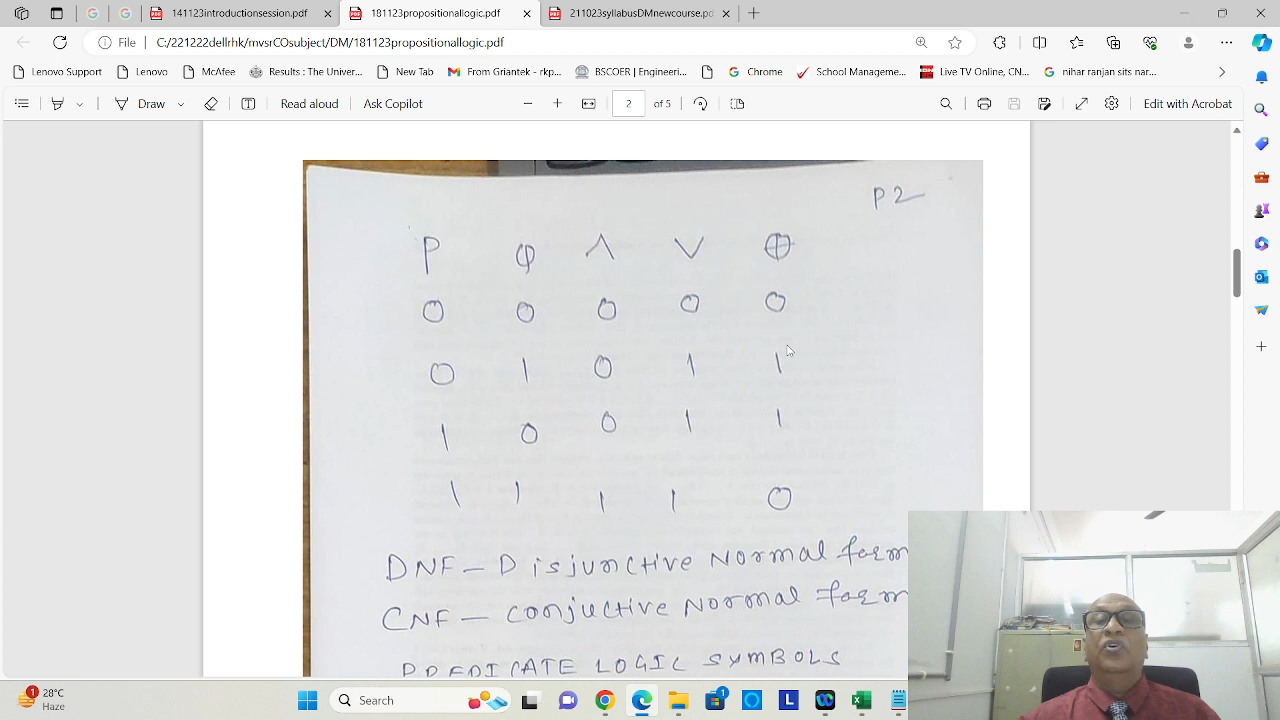 141123introductionsession.pdf
181123propositionallogic.pdf
211023syllabusDMnewcourse.pdf
File C:/221222dellrhk/mvsrCOsubject/DM/181123propositionallogic.pdf
Lenovo Support Lenovo McAfee Results : The Univer... New Tab From Griantek - rkp... BSCOER | Engineeri... Chrome School Manageme... Live TV Online, CN... nihar ranjan sits nar...
Draw Read aloud Ask Copilot 2 of 5 Edit with Acrobat
P2
P φ ∧ ∨ ⊕
0 0 0 0 0
0 1 0 1 1
1 0 0 1 1
1 1 1 1 0
DNF – Disjunctive Normal form
CNF – Conjuctive Normal form
PREDICATE LOGIC SYMBOLS
1 28°C
Haze
Search
1